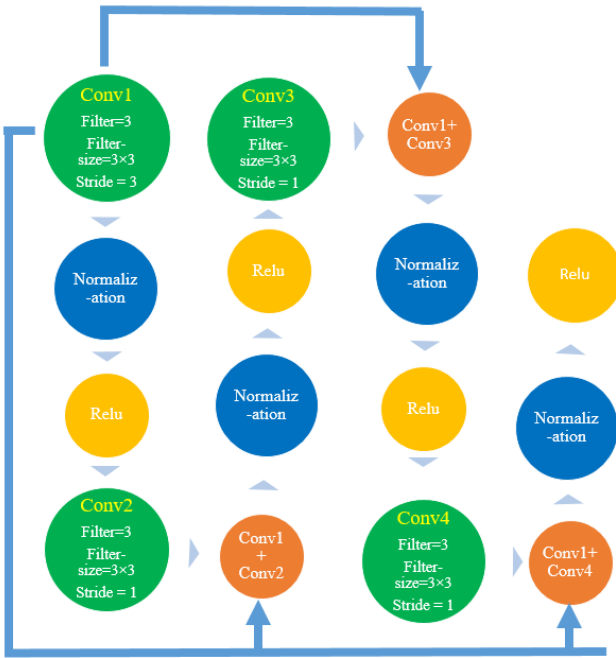 Conv1
Filter=3
Filter-
size=3×3
Stride = 3
Normaliz
-ation
Relu
Conv2
Filter=3
Filter-
size=3×3
Stride = 1
Conv1
+
Conv2
Normaliz
-ation
Relu
Conv3
Filter=3
Filter-
size=3×3
Stride = 1
Conv1+
Conv3
Normaliz
-ation
Relu
Conv4
Filter=3
Filter-
size=3×3
Stride = 1
Conv1+
Conv4
Normaliz
-ation
Relu